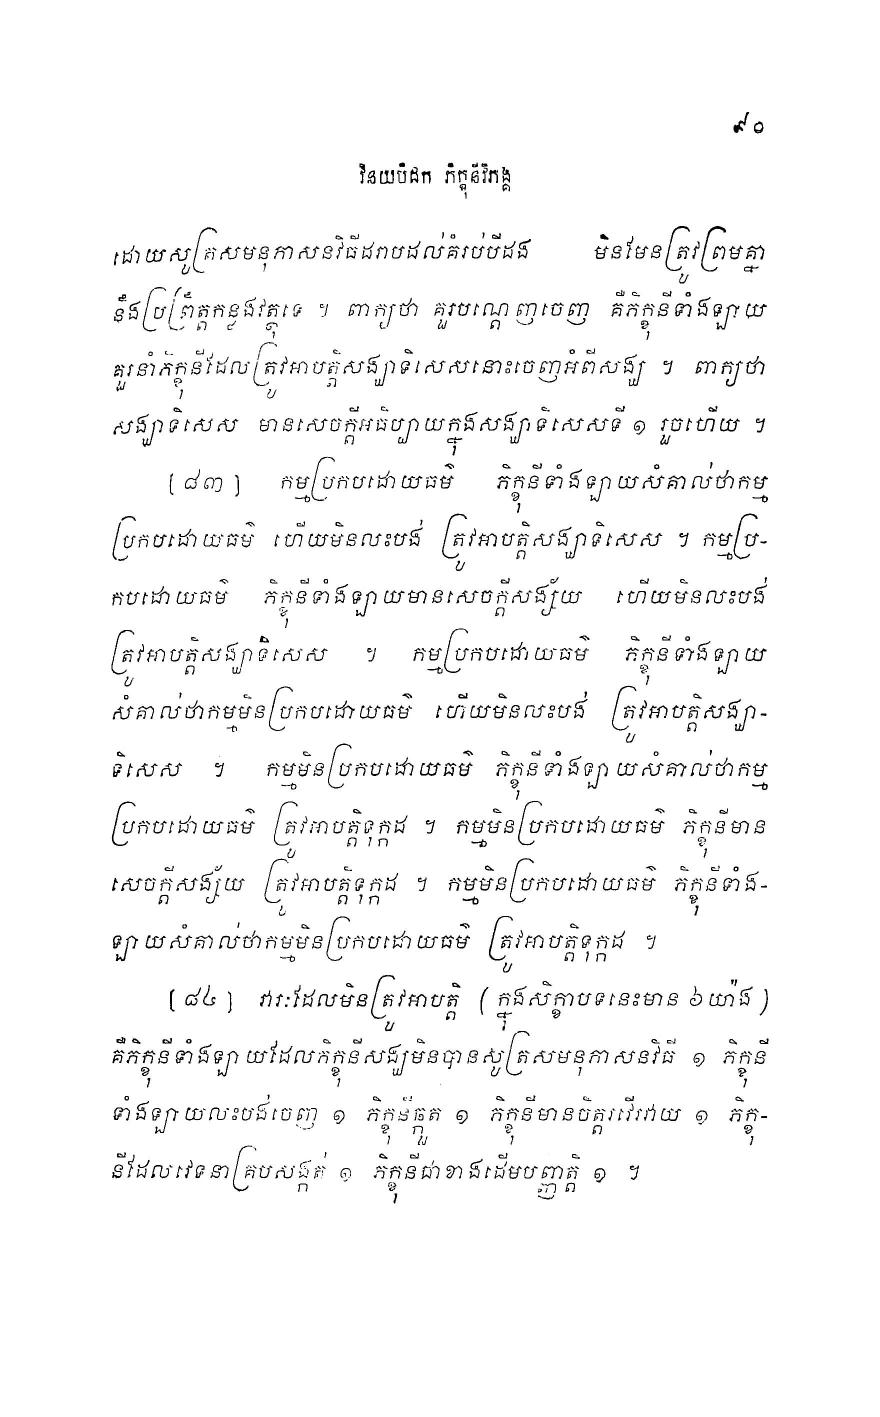 ៩០
វិនយបិដក ភិក្ខុនីវិភង្គ
ដោយសូត្រសមនុភាសនវិធីដរាបដល់គំរប់បីដង មិនមែនត្រូវព្រមគ្នា
នឹងប្រព្រឹត្តកន្លងវត្ថុទេ ។ ពាក្យថា គួរបណ្តេញចេញ គឺភិក្ខុនីទាំងឡាយ
គួរនាំភិក្ខុនីដែលត្រូវអាបត្តិសង្ឃាទិសេសនោះចេញអំពីសង្ឃ ។ ពាក្យថា
សង្ឃាទិសេស មានសេចក្តីអធិប្បាយក្នុងសង្ឃាទិសេសទី ១ រួចហើយ ។
[៨៣] កម្មប្រកបដោយធម៌ ភិក្ខុនីទាំងឡាយសំគាល់ថាកម្ម
ប្រកបដោយធម៌ ហើយមិនលះបង់ ត្រូវអាបត្តិសង្ឃាទិសេស ។ កម្មប្រ-
កបដោយធម៌ ភិក្ខុនីទាំងឡាយមានសេចក្តីសង្ស័យ ហើយមិនលះបង់
ត្រូវអាបត្តិសង្ឃាទិសេស ។ កម្មប្រកបដោយធម៌ ភិក្ខុនីទាំងឡាយ
សំគាល់ថាកម្មមិនប្រកបដោយធម៌ ហើយមិនលះបង់ ត្រូវអាបត្តិសង្ឃា-
ទិសេស ។ កម្មមិនប្រកបដោយធម៌ ភិក្ខុនីទាំងឡាយសំគាល់ថាកម្ម
ប្រកបដោយធម៌ ត្រូវអាបត្តិទុក្កដ ។ កម្មមិនប្រកបដោយធម៌ ភិក្ខុនីមាន
សេចក្តីសង្ស័យ ត្រូវអាបត្តិទុក្កដ ។ កម្មមិនប្រកបដោយធម៌ ភិក្ខុនីទាំង-
ឡាយសំគាល់ថាកម្មមិនប្រកបដោយធម៌ ត្រូវអាបត្តិទុក្កដ ។
[៨៤] វារៈដែលមិនត្រូវអាបត្តិ (ក្នុងសិក្ខាបទនេះមាន ៦ យ៉ាង)
គឺភិក្ខុនីទាំងឡាយដែលភិក្ខុនីសង្ឃមិនបានសូត្រសមនុភាសនវិធី ១ ភិក្ខុនី
ទាំងឡាយលះបង់ចេញ ១ ភិក្ខុនីឆ្កួត ១ ភិក្ខុនីមានចិត្តរវើរវាយ ១ ភិក្ខុ-
នីដែលវេទនាគ្របសង្កត់ ១ ភិក្ខុនីជាខាងដើមបញ្ញត្តិ ១ ។